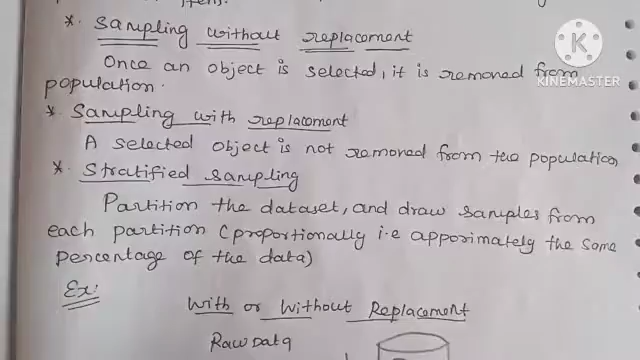 item.
* Sampling without replacement
Once an object is selected, it is removed from
population.
* Sampling with replacement
A selected object is not removed from the population,
* Stratified sampling
Partition the dataset, and draw samples from
each partition (proportionally i.e apporimately the same
percentage of the data)
Ex:
With or Without Replacement
Raw Data
K
KINEMASTER